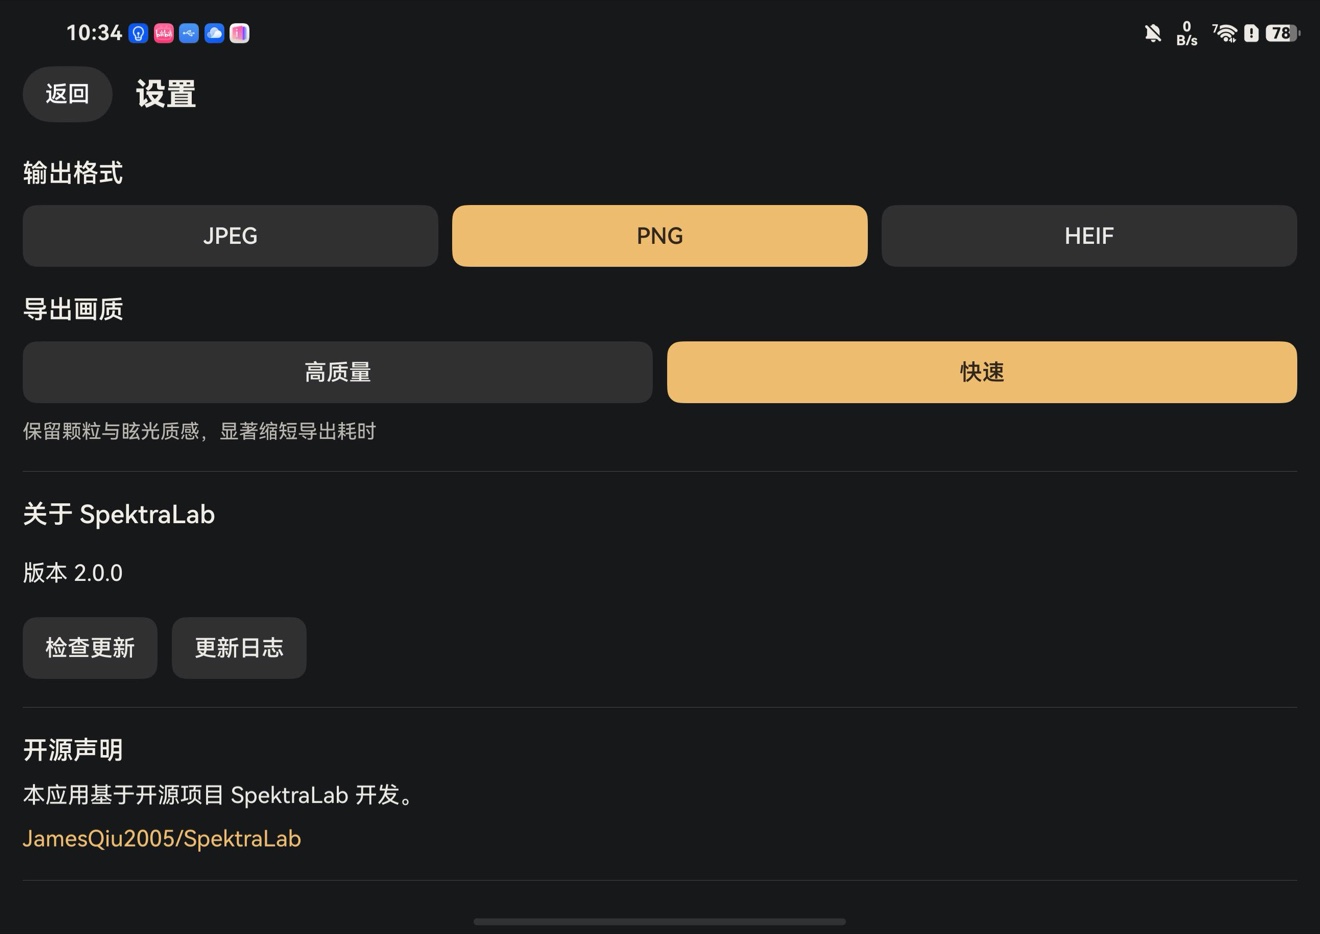 10:34
0
B/s
7
78
返回
设置
输出格式
JPEG
PNG
HEIF
导出画质
高质量
快速
保留颗粒与眩光质感，显著缩短导出耗时
关于 SpektraLab
版本 2.0.0
检查更新
更新日志
开源声明
本应用基于开源项目 SpektraLab 开发。
JamesQiu2005/SpektraLab